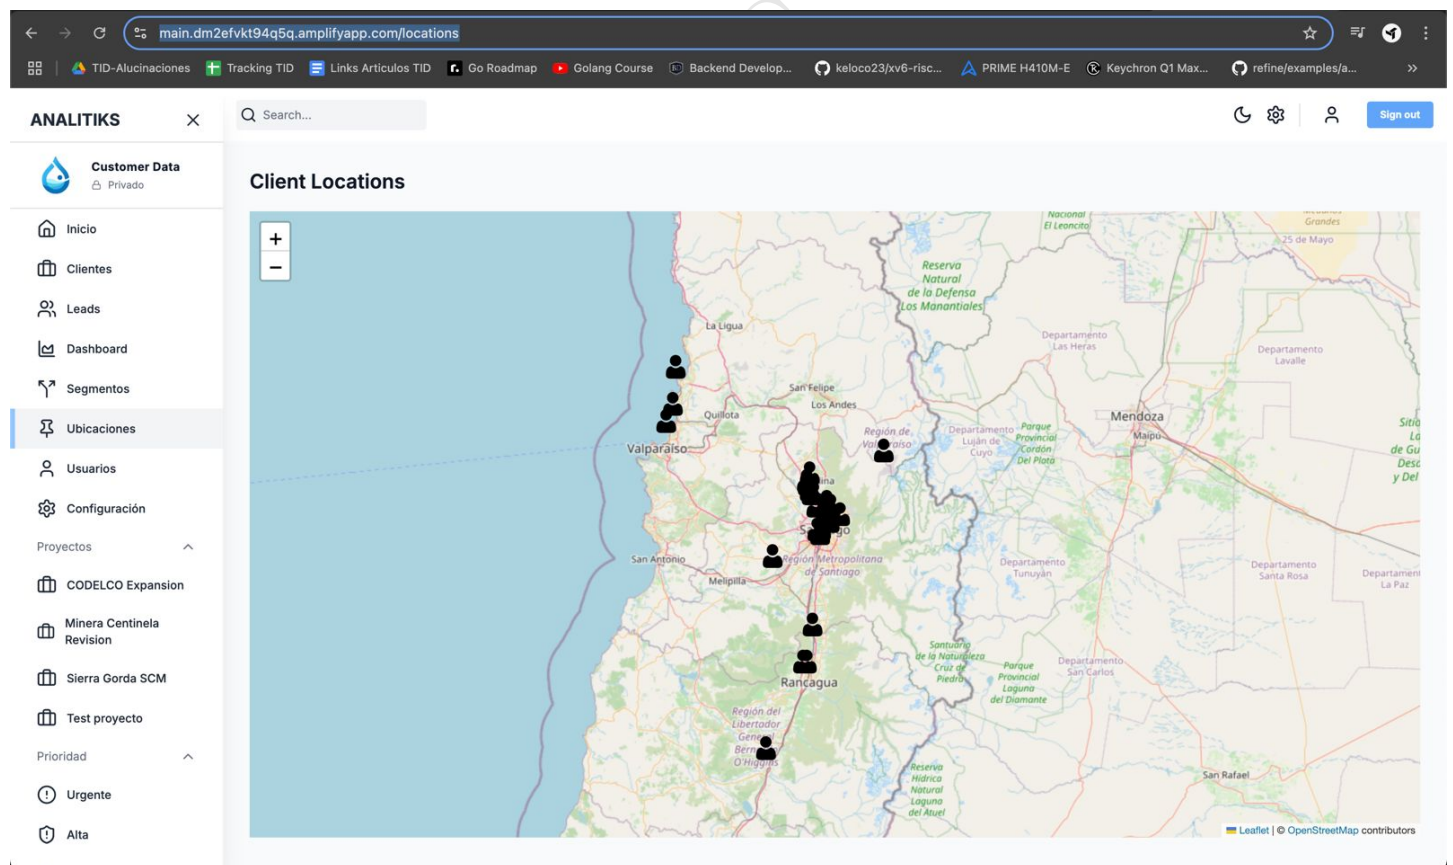 main.dm2efvkt94q5q.amplifyapp.com/locations
TID-Alucinaciones
Tracking TID
Links Articulos TID
Go Roadmap
Golang Course
Backend Develop...
keloco23/xv6-risc...
PRIME H410M-E
Keychron Q1 Max...
refine/examples/a...
»
ANALITIKS
Search...
Sign out
Customer Data
Privado
Inicio
Clientes
Leads
Dashboard
Segmentos
Ubicaciones
Usuarios
Configuración
Proyectos
CODELCO Expansion
Minera Centinela
Revision
Sierra Gorda SCM
Test proyecto
Prioridad
Urgente
Alta
Client Locations
+
−
Nacional
El Leoncito
Grandes
25 de Mayo
Reserva
Natural
de la Defensa
Los Manantiales
La Ligua
Departamento
Las Heras
Departamento
Lavalle
San Felipe
Los Andes
Quillota
Mendoza
Maipú
Región de
Valparaíso
Departamento
Luján de
Cuyo
Parque
Provincial
Cordón
Del Plata
Valparaíso
San Antonio
Melipilla
Región Metropolitana
de Santiago
Departamento
Tunuyán
Departamento
Santa Rosa
Departamen
La Paz
Santuario
de la Naturaleza
Cruz de
Piedra
Parque
Provincial
Laguna
del Diamante
Departamento
San Carlos
Rancagua
Región del
Libertador
General
Bern
O'Higgins
Reserva
Hídrica
Natural
Laguna
del Atuel
San Rafael
Leaflet | © OpenStreetMap contributors